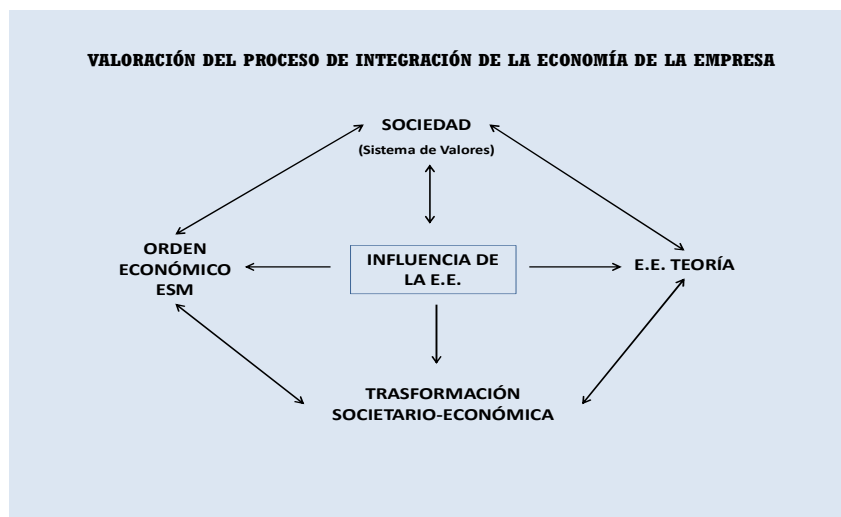 VALORACIÓN DEL PROCESO DE INTEGRACIÓN DE LA ECONOMÍA DE LA EMPRESA
SOCIEDAD
(Sistema de Valores)
ORDEN
ECONÓMICO
ESM
INFLUENCIA DE
LA E.E.
E.E. TEORÍA
TRASFORMACIÓN
SOCIETARIO-ECONÓMICA